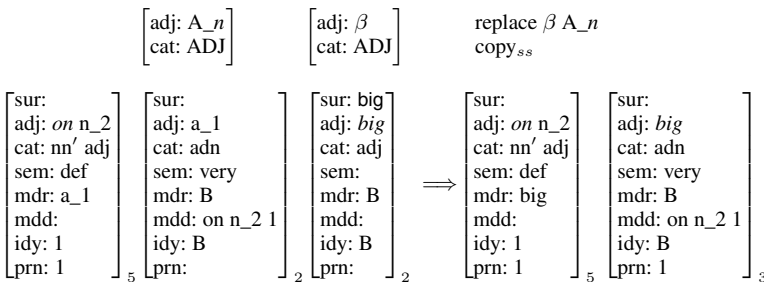 [adj: A_n] [adj: β] replace β A_n
[cat: ADJ] [cat: ADJ] copy_ss
[sur: ] [sur: ] [sur: big] [sur: ] [sur: ]
adj: on n_2 adj: a_1 adj: big adj: on n_2 adj: big
cat: nn′ adj cat: adn cat: adj cat: nn′ adj cat: adn
sem: def sem: very sem: sem: def sem: very
mdr: a_1 mdr: B mdr: B ⟹ mdr: big mdr: B
mdd: mdd: on n_2 1 mdd: mdd: mdd: on n_2 1
idy: 1 idy: B idy: B idy: 1 idy: B
prn: 1 prn: prn: prn: 1 prn: 1
5 2 2 5 3